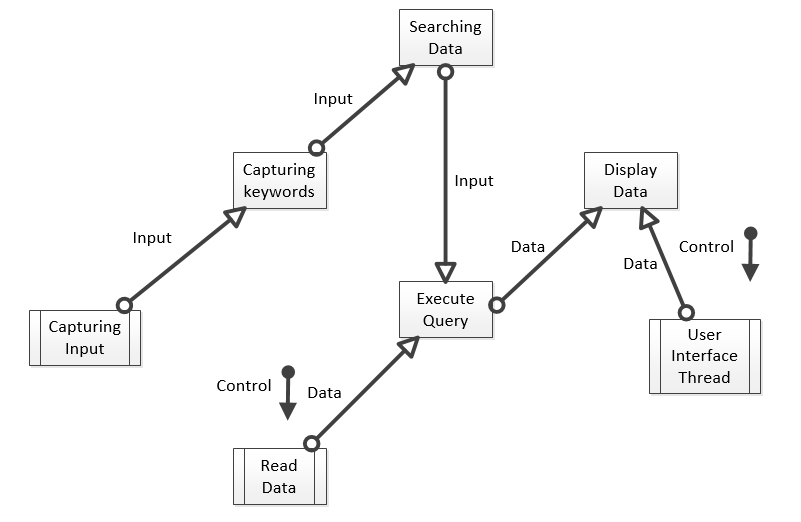 Searching
Data
Input
Capturing
keywords
Input
Display
Data
Input
Data
Control
Data
Capturing
Input
Execute
Query
User
Interface
Thread
Control
Data
Read
Data